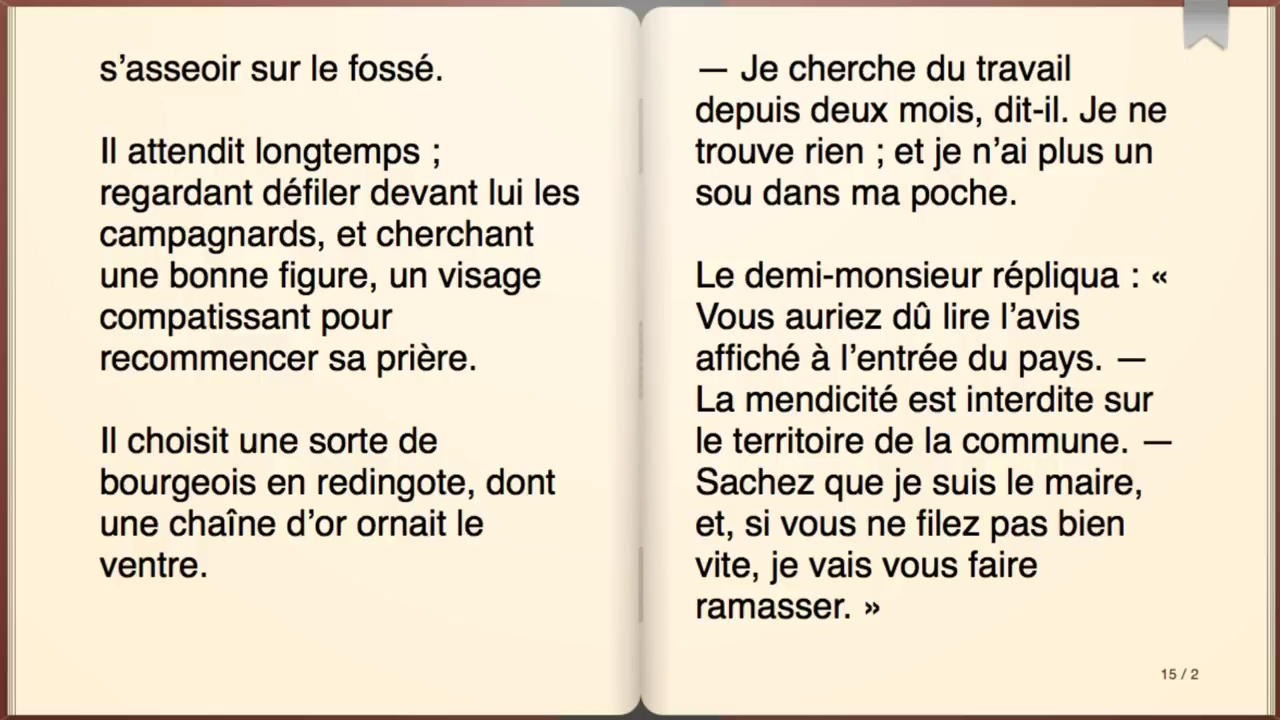 s’asseoir sur le fossé.
Il attendit longtemps ;
regardant défiler devant lui les
campagnards, et cherchant
une bonne figure, un visage
compatissant pour
recommencer sa prière.
Il choisit une sorte de
bourgeois en redingote, dont
une chaîne d’or ornait le
ventre.
— Je cherche du travail
depuis deux mois, dit-il. Je ne
trouve rien ; et je n’ai plus un
sou dans ma poche.
Le demi-monsieur répliqua : «
Vous auriez dû lire l’avis
affiché à l’entrée du pays. —
La mendicité est interdite sur
le territoire de la commune. —
Sachez que je suis le maire,
et, si vous ne filez pas bien
vite, je vais vous faire
ramasser. »
15 / 2